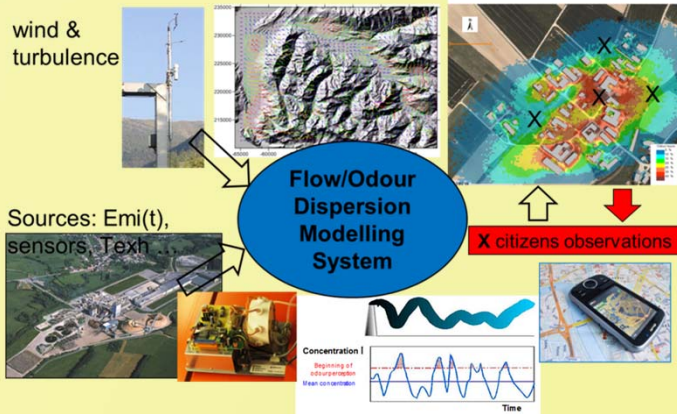 wind &
turbulence
Flow/Odour
Dispersion
Modelling
System
Sources: Emi(t),
sensors, Texh ...
X
X
X
X
X citizens observations
Concentration
Beginning of
odour perception
Mean concentration
Time